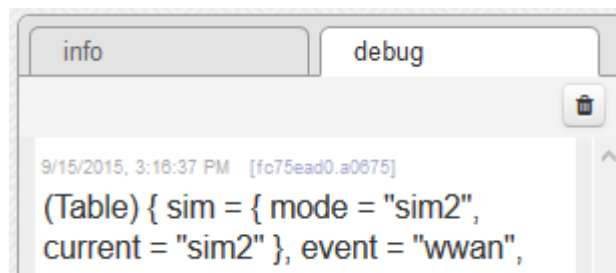 info debug
9/15/2015, 3:16:37 PM [fc75ead0.a0675]
(Table) { sim = { mode = "sim2",
current = "sim2" }, event = "wwan",